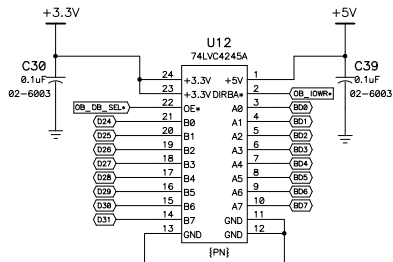 +3.3V +5V
U12
74LVC4245A
C30 C39
0.1uF 0.1uF
02-6003 02-6003
24 +3.3V +5V 1
23 +3.3V DIRBA* 2 OB_IOWR*
OB_DB_SEL* 22 OE* A0 3 BD0
D24 21 B0 A1 4 BD1
D25 20 B1 A2 5 BD2
D26 19 B2 A3 6 BD3
D27 18 B3 A4 7 BD4
D28 17 B4 A5 8 BD5
D29 16 B5 A6 9 BD6
D30 15 B6 A7 10 BD7
D31 14 B7 GND 11
13 GND GND 12
{PN}